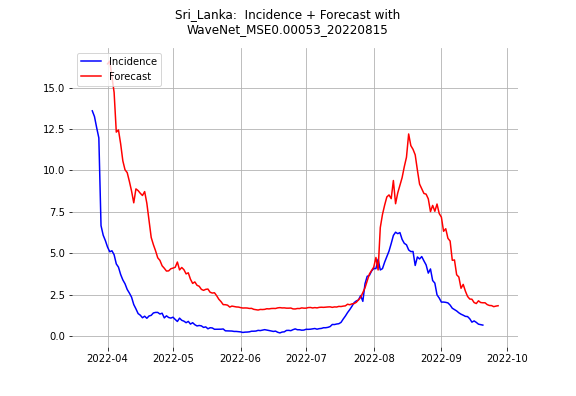 Sri_Lanka:  Incidence + Forecast with
WaveNet_MSE0.00053_20220815
Incidence
Forecast
15.0
12.5
10.0
7.5
5.0
2.5
0.0
2022-04 2022-05 2022-06 2022-07 2022-08 2022-09 2022-10